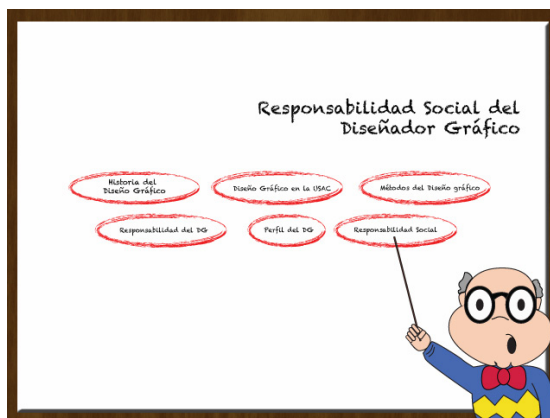 Responsabilidad Social del
Diseñador Gráfico
Historia del
Diseño Gráfico
Diseño Gráfico en la USAC
Métodos del Diseño gráfico
Responsabilidad del DG
Perfil del DG
Responsabilidad Social